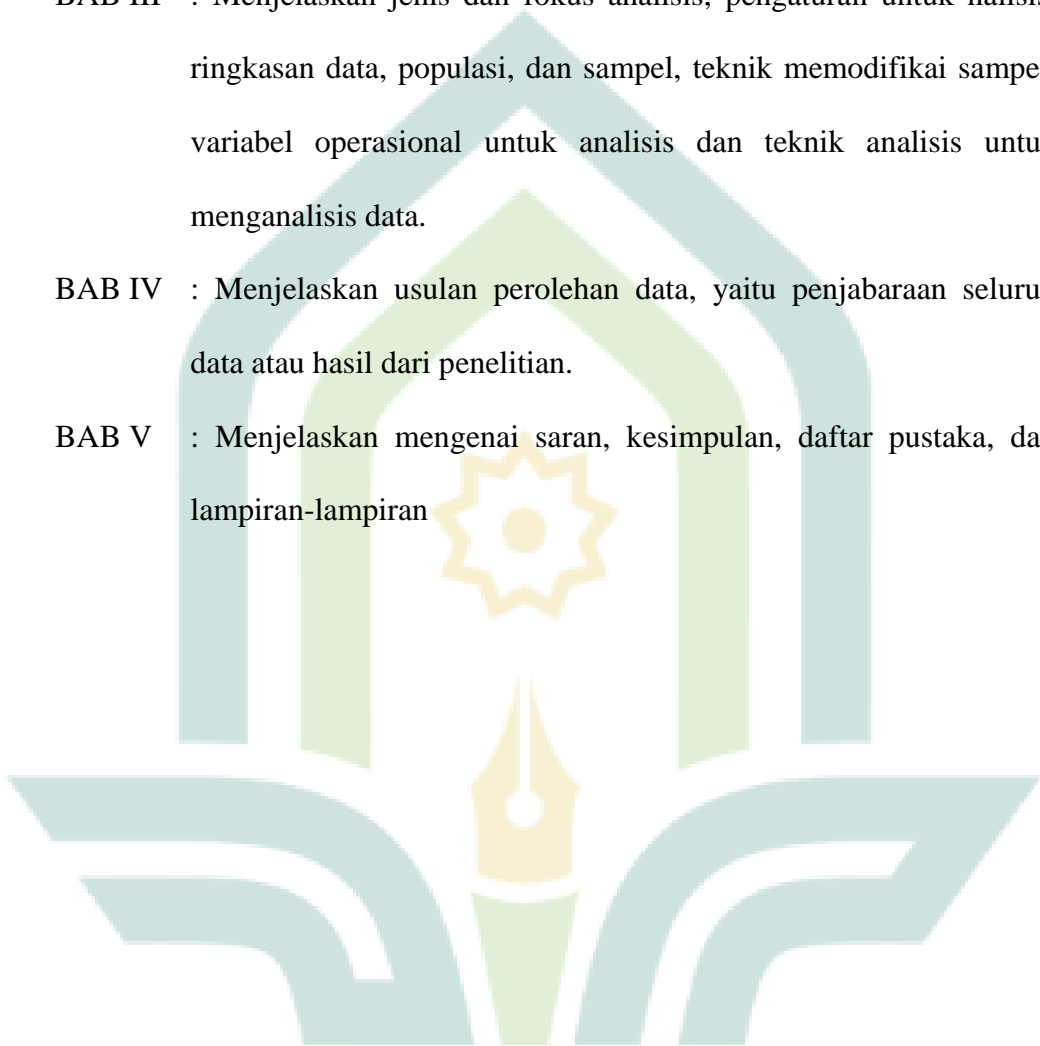 BAB III : Menjelaskan jenis dan fokus analisis, pengaturan untuk nalisis
ringkasan data, populasi, dan sampel, teknik memodifikai sampe
variabel operasional untuk analisis dan teknik analisis untu
menganalisis data.
BAB IV : Menjelaskan usulan perolehan data, yaitu penjabaraan seluru
data atau hasil dari penelitian.
BAB V : Menjelaskan mengenai saran, kesimpulan, daftar pustaka, da
lampiran-lampiran